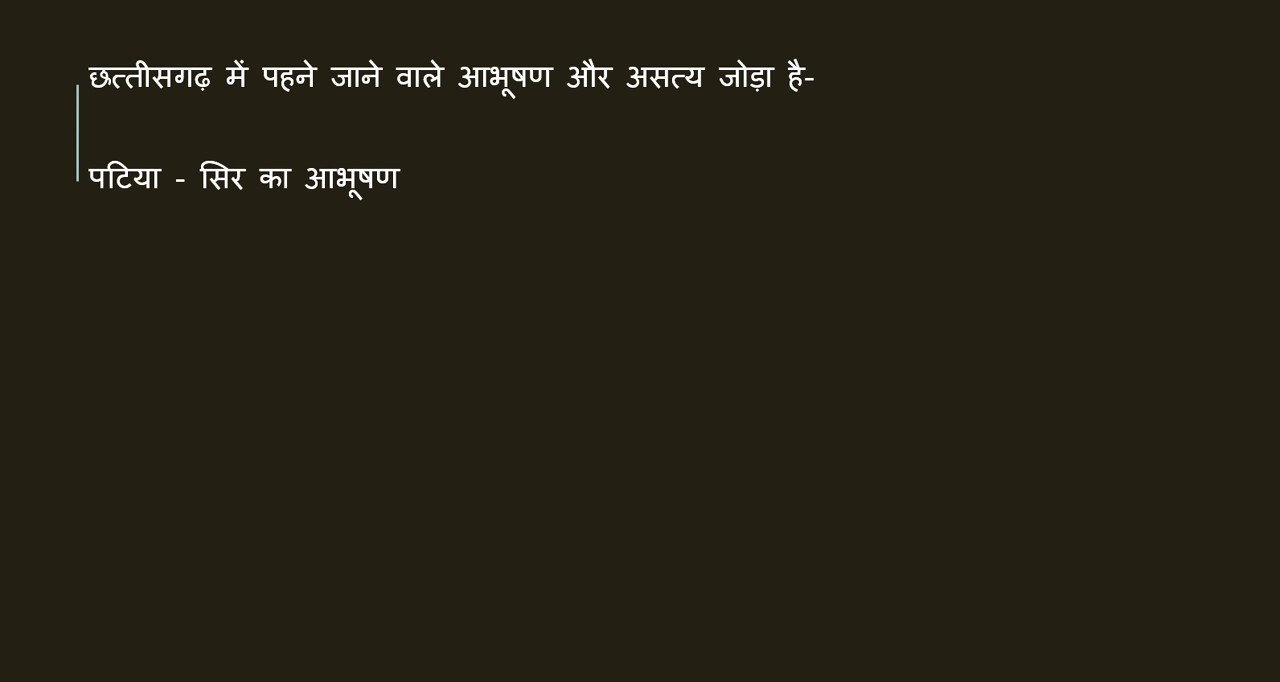 छत्तीसगढ़ में पहने जाने वाले आभूषण और असत्य जोड़ा है-
पटिया - सिर का आभूषण